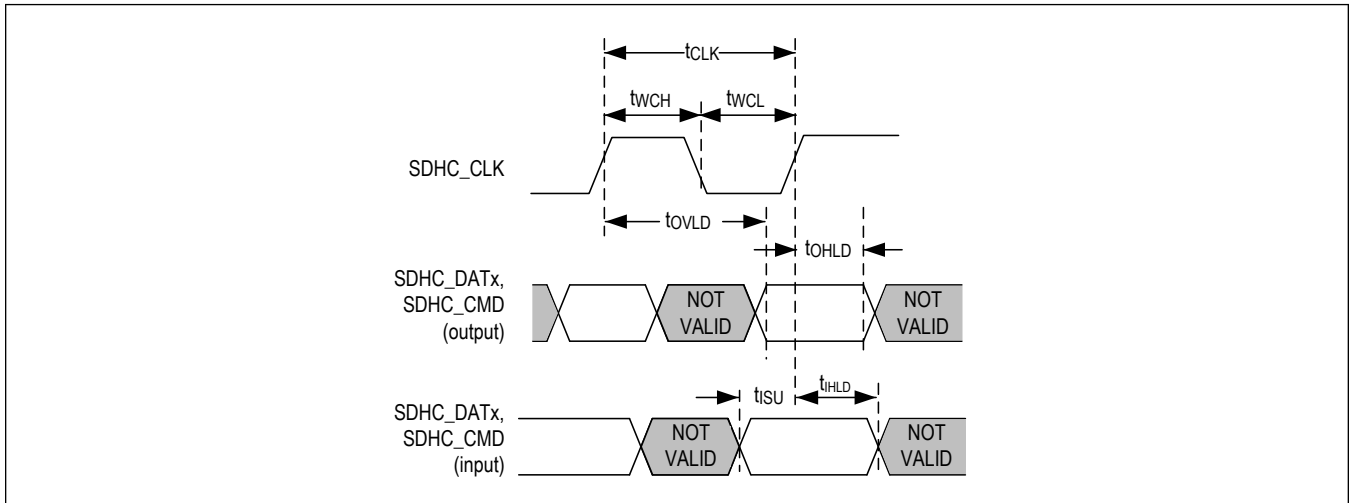 tCLK
tWCH
tWCL
SDHC_CLK
tOVLD
tOHLD
SDHC_DATx,
SDHC_CMD
(output)
NOT
VALID
NOT
VALID
tISU
tIHLD
SDHC_DATx,
SDHC_CMD
(input)
NOT
VALID
NOT
VALID